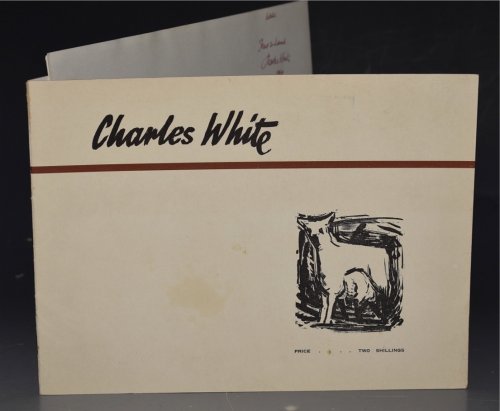 Charles White
PRICE . . . . TWO SHILLINGS